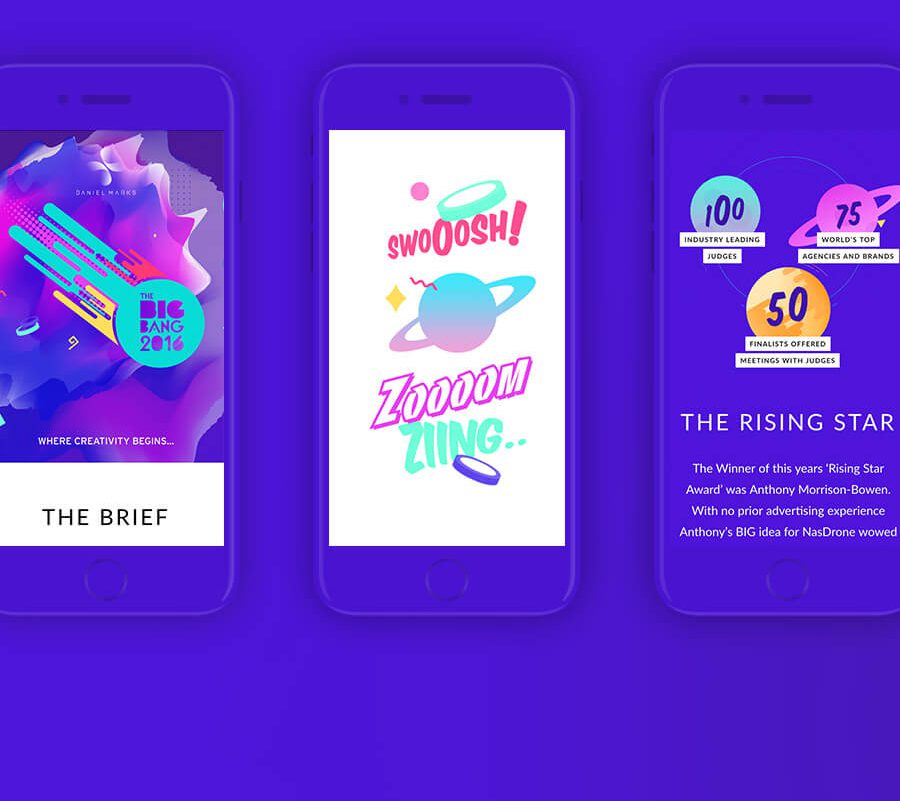 DANIEL MARKS
THE
BIG
BANG
2016
WHERE CREATIVITY BEGINS...
THE BRIEF
SWOOOSH!
ZOOOOM
ZIING..
100
INDUSTRY LEADING
JUDGES
75
WORLD'S TOP
AGENCIES AND BRANDS
50
FINALISTS OFFERED
MEETINGS WITH JUDGES
THE RISING STAR
The Winner of this years 'Rising Star
Award' was Anthony Morrison-Bowen.
With no prior advertising experience
Anthony's BIG idea for NasDrone wowed